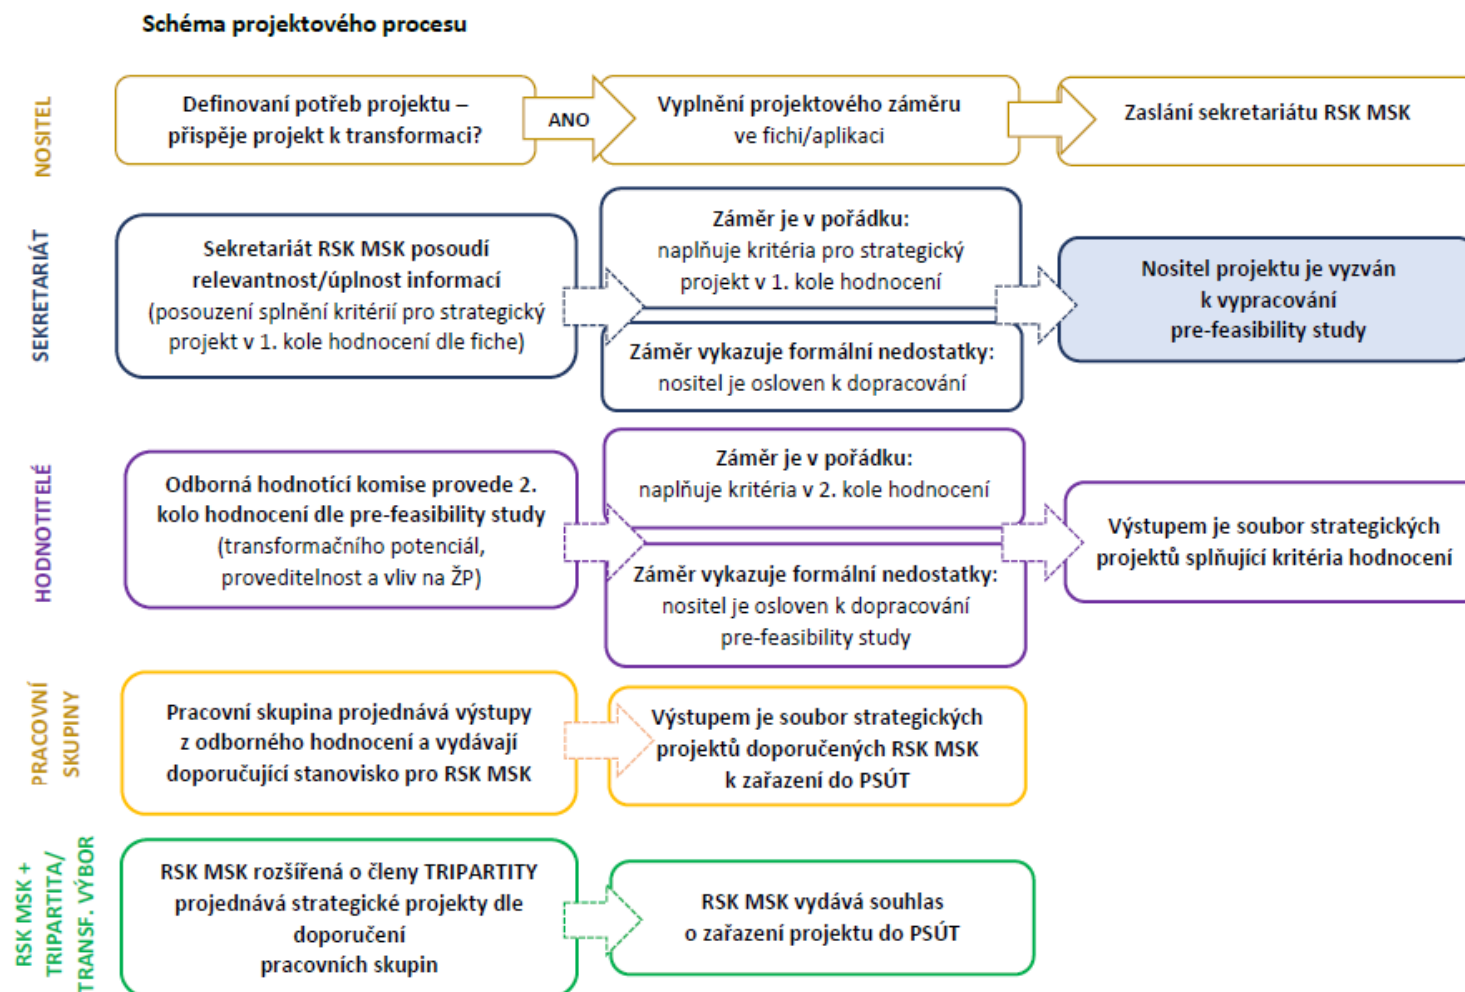 Schéma projektového procesu
NOSITEL
Definovaní potřeb projektu –
přispěje projekt k transformaci?
ANO
Vyplnění projektového záměru
ve fichi/aplikaci
Zaslání sekretariátu RSK MSK
SEKRETARIÁT
Sekretariát RSK MSK posoudí
relevantnost/úplnost informací
(posouzení splnění kritérií pro strategický
projekt v 1. kole hodnocení dle fiche)
Záměr je v pořádku:
naplňuje kritéria pro strategický
projekt v 1. kole hodnocení
Záměr vykazuje formální nedostatky:
nositel je osloven k dopracování
Nositel projektu je vyzván
k vypracování
pre-feasibility study
HODNOTITELÉ
Odborná hodnotící komise provede 2.
kolo hodnocení dle pre-feasibility study
(transformačního potenciál,
proveditelnost a vliv na ŽP)
Záměr je v pořádku:
naplňuje kritéria v 2. kole hodnocení
Záměr vykazuje formální nedostatky:
nositel je osloven k dopracování
pre-feasibility study
Výstupem je soubor strategických
projektů splňující kritéria hodnocení
PRACOVNÍ
SKUPINY
Pracovní skupina projednává výstupy
z odborného hodnocení a vydávají
doporučující stanovisko pro RSK MSK
Výstupem je soubor strategických
projektů doporučených RSK MSK
k zařazení do PSÚT
RSK MSK +
TRIPARTITA/
TRANSF. VÝBOR
RSK MSK rozšířená o členy TRIPARTITY
projednává strategické projekty dle
doporučení
pracovních skupin
RSK MSK vydává souhlas
o zařazení projektu do PSÚT